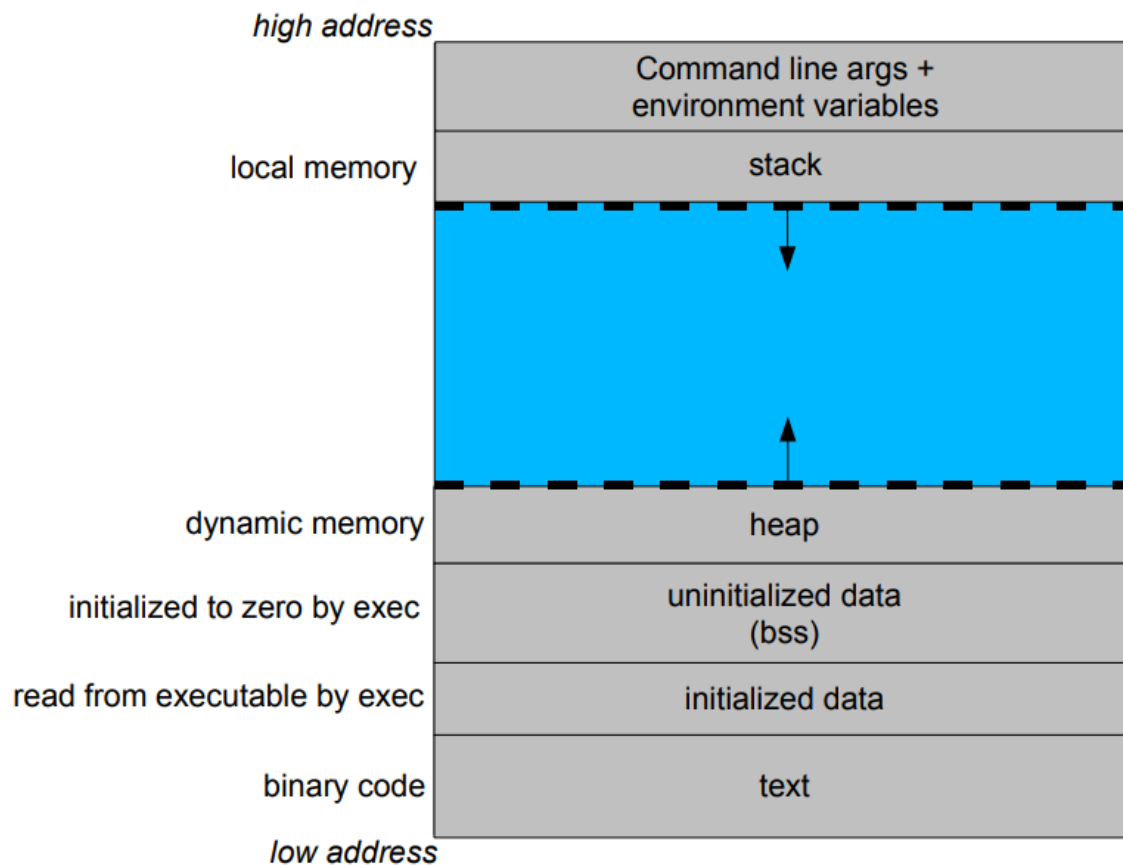 high address
Command line args +
environment variables
local memory
stack
dynamic memory
heap
initialized to zero by exec
uninitialized data
(bss)
read from executable by exec
initialized data
binary code
text
low address